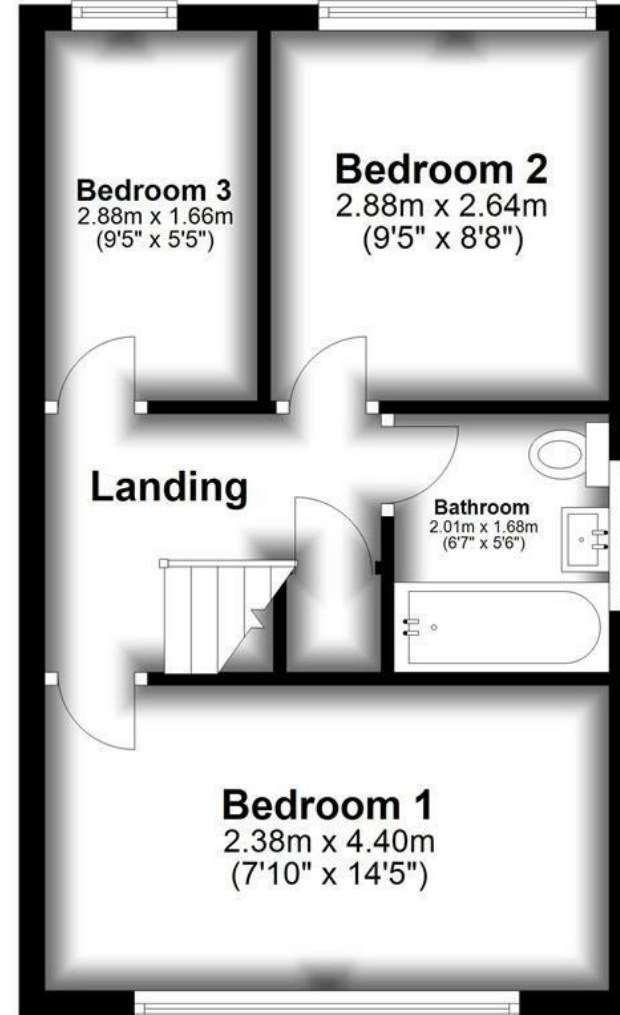 Bedroom 3
2.88m x 1.66m
(9'5" x 5'5")
Bedroom 2
2.88m x 2.64m
(9'5" x 8'8")
Landing
Bathroom
2.01m x 1.68m
(6'7" x 5'6")
Bedroom 1
2.38m x 4.40m
(7'10" x 14'5")